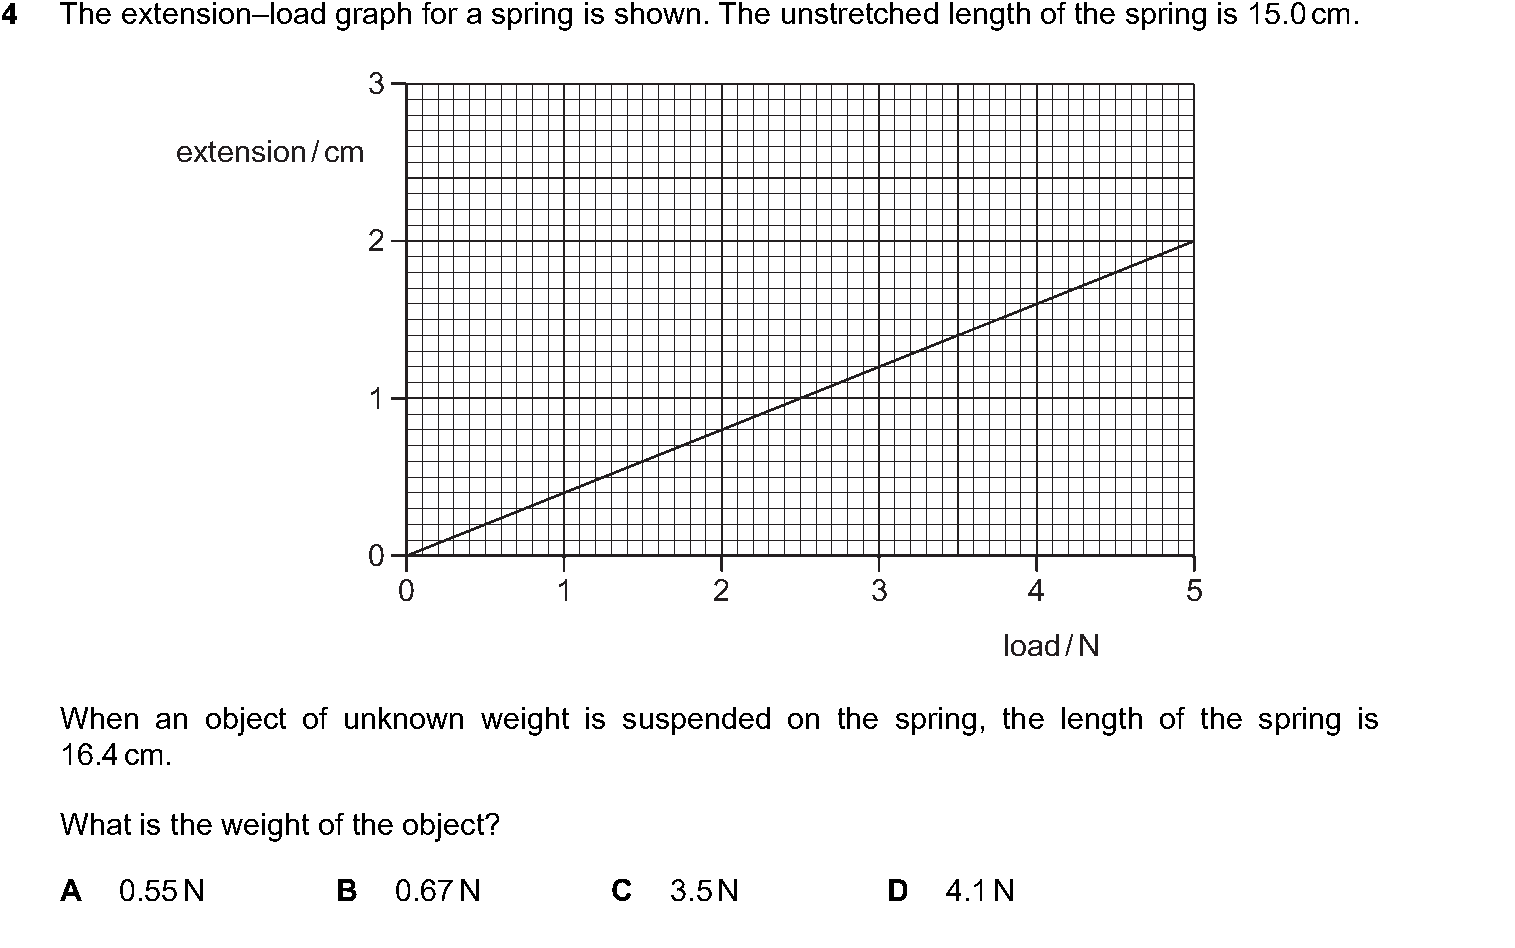 4 The extension–load graph for a spring is shown. The unstretched length of the spring is 15.0 cm.
3
extension / cm
2
1
0
0 1 2 3 4 5
load / N
When an object of unknown weight is suspended on the spring, the length of the spring is
16.4 cm.
What is the weight of the object?
A 0.55 N B 0.67 N C 3.5 N D 4.1 N